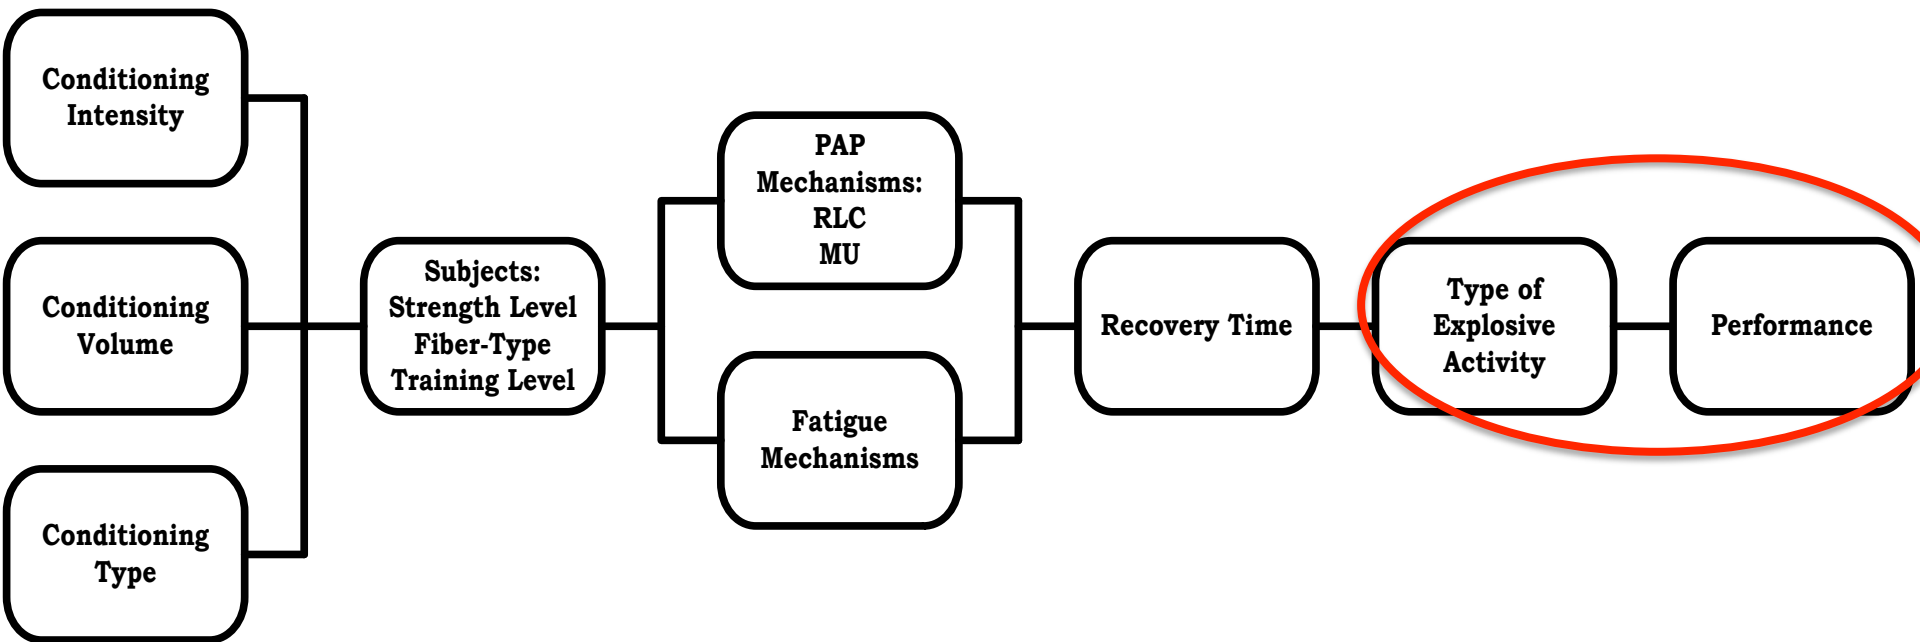 Conditioning
Intensity
Conditioning
Volume
Conditioning
Type
Subjects:
Strength Level
Fiber-Type
Training Level
PAP
Mechanisms:
RLC
MU
Fatigue
Mechanisms
Recovery Time
Type of
Explosive
Activity
Performance